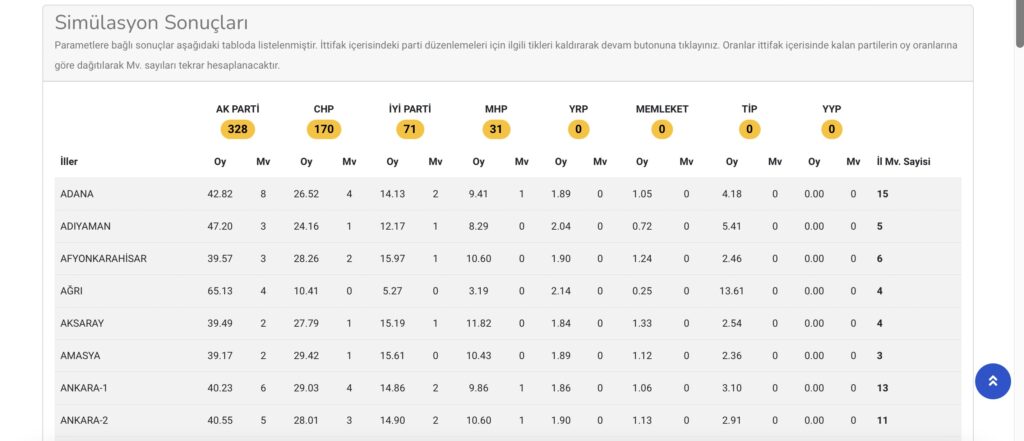 Simülasyon Sonuçları
Parametlere bağlı sonuçlar aşağıdaki tabloda listelenmiştir. İttifak içerisindeki parti düzenlemeleri için ilgili tikleri kaldırarak devam butonuna tıklayınız. Oranlar ittifak içerisinde kalan partilerin oy oranlarına
göre dağıtılarak Mv. sayıları tekrar hesaplanacaktır.
AK PARTİ CHP İYİ PARTİ MHP YRP MEMLEKET TİP YYP
328 170 71 31 0 0 0 0
İller Oy Mv Oy Mv Oy Mv Oy Mv Oy Mv Oy Mv Oy Mv Oy Mv İl Mv. Sayisi
ADANA 42.82 8 26.52 4 14.13 2 9.41 1 1.89 0 1.05 0 4.18 0 0.00 0 15
ADIYAMAN 47.20 3 24.16 1 12.17 1 8.29 0 2.04 0 0.72 0 5.41 0 0.00 0 5
AFYONKARAHİSAR 39.57 3 28.26 2 15.97 1 10.60 0 1.90 0 1.24 0 2.46 0 0.00 0 6
AĞRI 65.13 4 10.41 0 5.27 0 3.19 0 2.14 0 0.25 0 13.61 0 0.00 0 4
AKSARAY 39.49 2 27.79 1 15.19 1 11.82 0 1.84 0 1.33 0 2.54 0 0.00 0 4
AMASYA 39.17 2 29.42 1 15.61 0 10.43 0 1.89 0 1.12 0 2.36 0 0.00 0 3
ANKARA-1 40.23 6 29.03 4 14.86 2 9.86 1 1.86 0 1.06 0 3.10 0 0.00 0 13
ANKARA-2 40.55 5 28.01 3 14.90 2 10.60 1 1.90 0 1.13 0 2.91 0 0.00 0 11